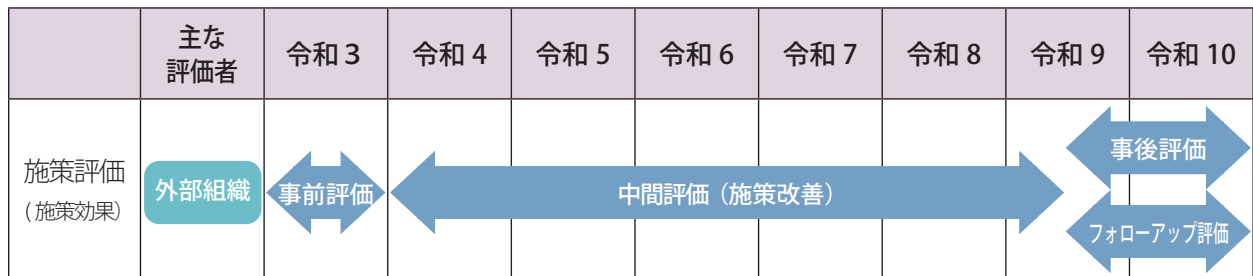 主な
評価者
令和 3
令和 4
令和 5
令和 6
令和 7
令和 8
令和 9
令和 10
施策評価
(施策効果)
外部組織
事前評価
中間評価（施策改善）
事後評価
フォローアップ評価